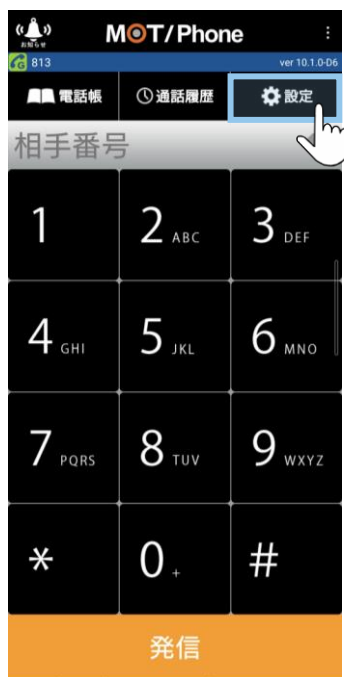 お知らせ MOT/Phone
813 ver 10.1.0-D6
電話帳 通話履歴 設定
相手番号
1 2 ABC 3 DEF
4 GHI 5 JKL 6 MNO
7 PQRS 8 TUV 9 WXYZ
* 0 + #
発信